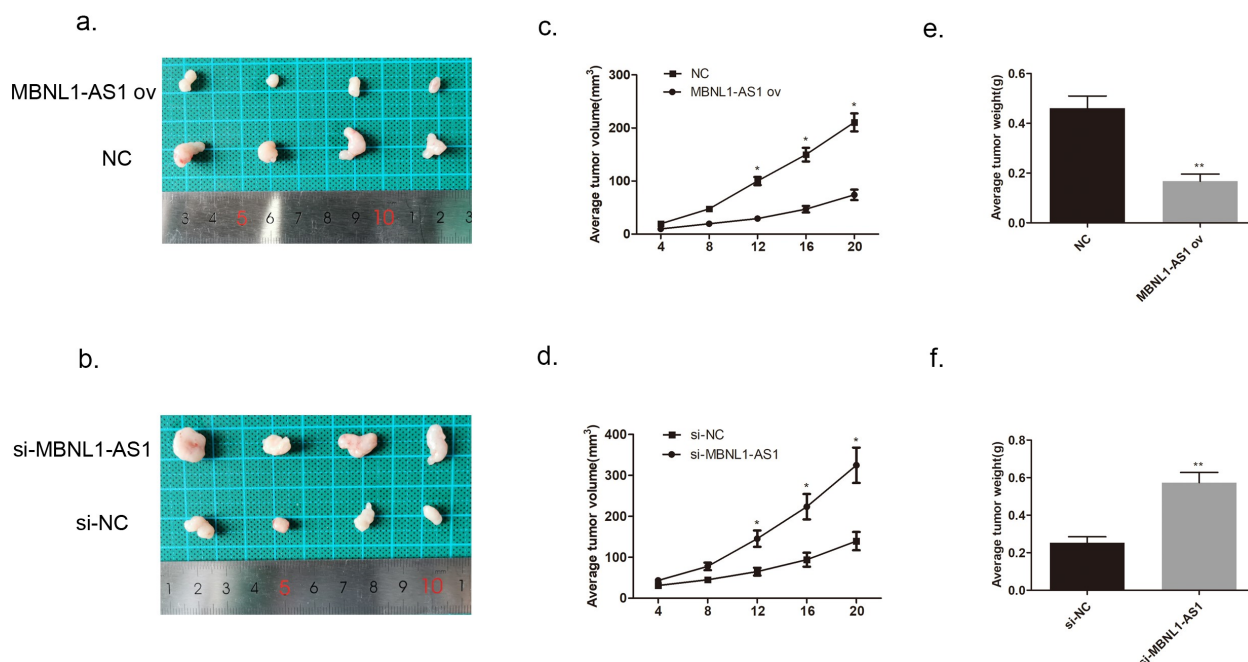 a.
MBNL1-AS1 ov
NC
3 4 5 6 7 8 9 10 1 2 3
c.
Average tumor volume(mm³)
NC
MBNL1-AS1 ov
300
200
100
0
*
*
*
4 8 12 16 20
e.
Average tumor weight(g)
0.6
0.4
0.2
0.0
**
NC
MBNL1-AS1 ov
b.
si-MBNL1-AS1
si-NC
1 2 3 4 5 6 7 8 9 10 1
d.
Average tumor volume(mm³)
si-NC
si-MBNL1-AS1
400
300
200
100
0
*
*
*
4 8 12 16 20
f.
Average tumor weight(g)
0.8
0.6
0.4
0.2
0.0
**
si-NC
si-MBNL1-AS1